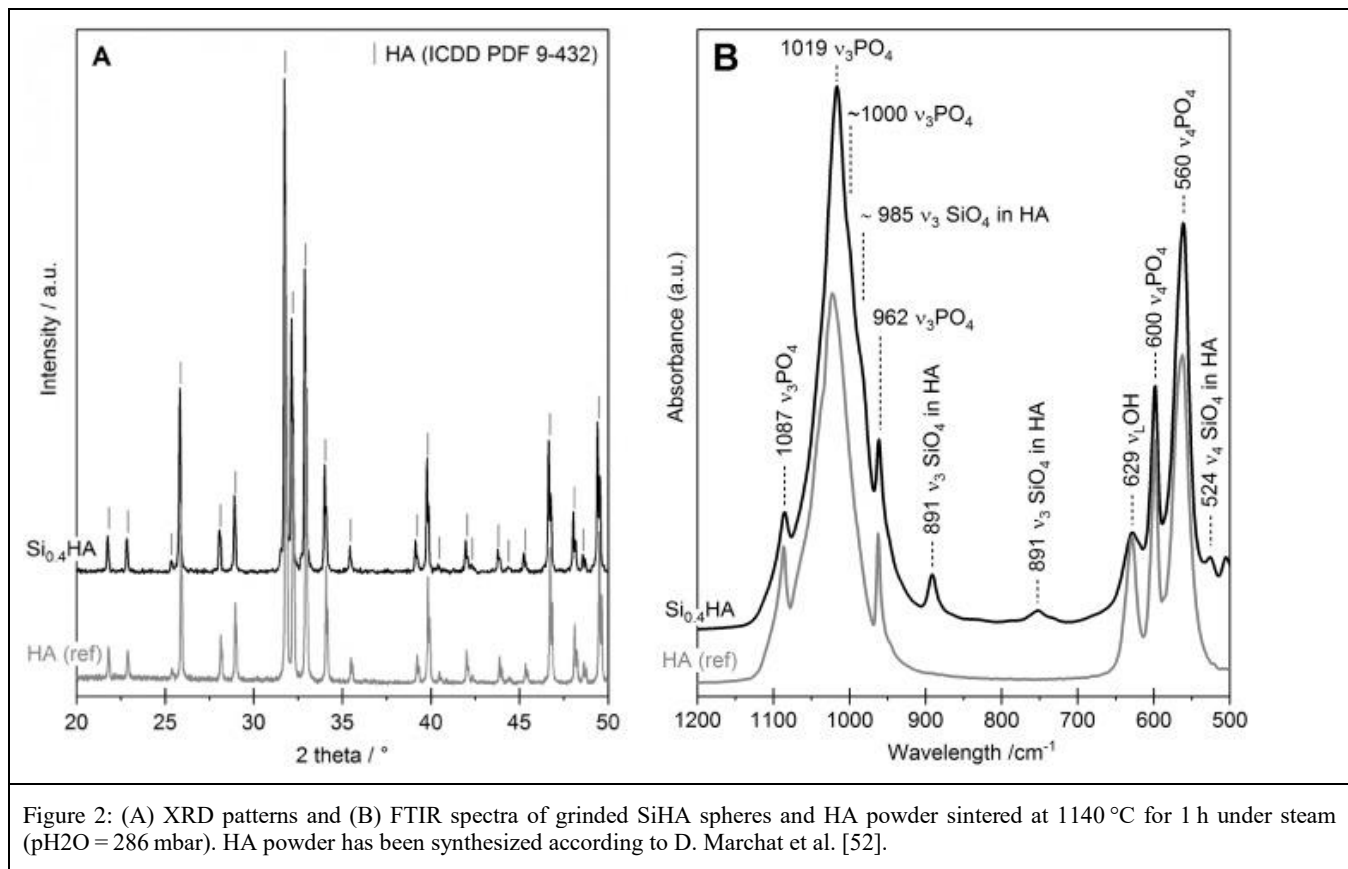 A
| HA (ICDD PDF 9-432)
Intensity / a.u.
Si₀.₄HA
HA (ref)
20 25 30 35 40 45 50
2 theta / °
B
1019 ν₃PO₄
~1000 ν₃PO₄
~ 985 ν₃ SiO₄ in HA
962 ν₃PO₄
1087 ν₃PO₄
891 ν₃ SiO₄ in HA
891 ν₃ SiO₄ in HA
629 νLOH
600 ν₄PO₄
560 ν₄PO₄
524 ν₄ SiO₄ in HA
Absorbance (a.u.)
Si₀.₄HA
HA (ref)
1200 1100 1000 900 800 700 600 500
Wavelength /cm⁻¹
Figure 2: (A) XRD patterns and (B) FTIR spectra of grinded SiHA spheres and HA powder sintered at 1140 °C for 1 h under steam
(pH2O = 286 mbar). HA powder has been synthesized according to D. Marchat et al. [52].